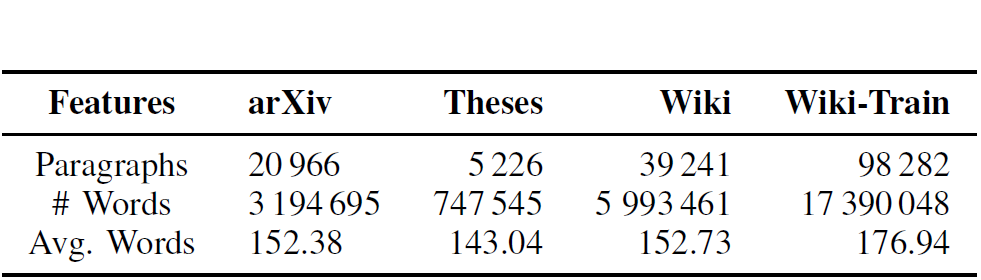 Features arXiv Theses Wiki Wiki-Train
Paragraphs 20 966 5 226 39 241 98 282
# Words 3 194 695 747 545 5 993 461 17 390 048
Avg. Words 152.38 143.04 152.73 176.94